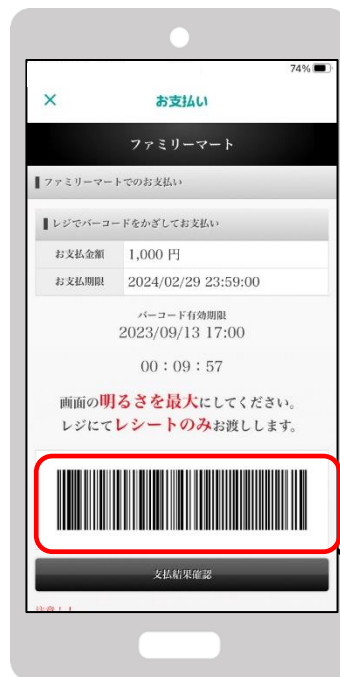 74%
×
お支払い
ファミリーマート
ファミリーマートでのお支払い
レジでバーコードをかざしてお支払い
お支払金額 1,000 円
お支払期限 2024/02/29 23:59:00
バーコード有効期限
2023/09/13 17:00
00：09：57
画面の明るさを最大にしてください。
レジにてレシートのみお渡しします。
支払結果確認